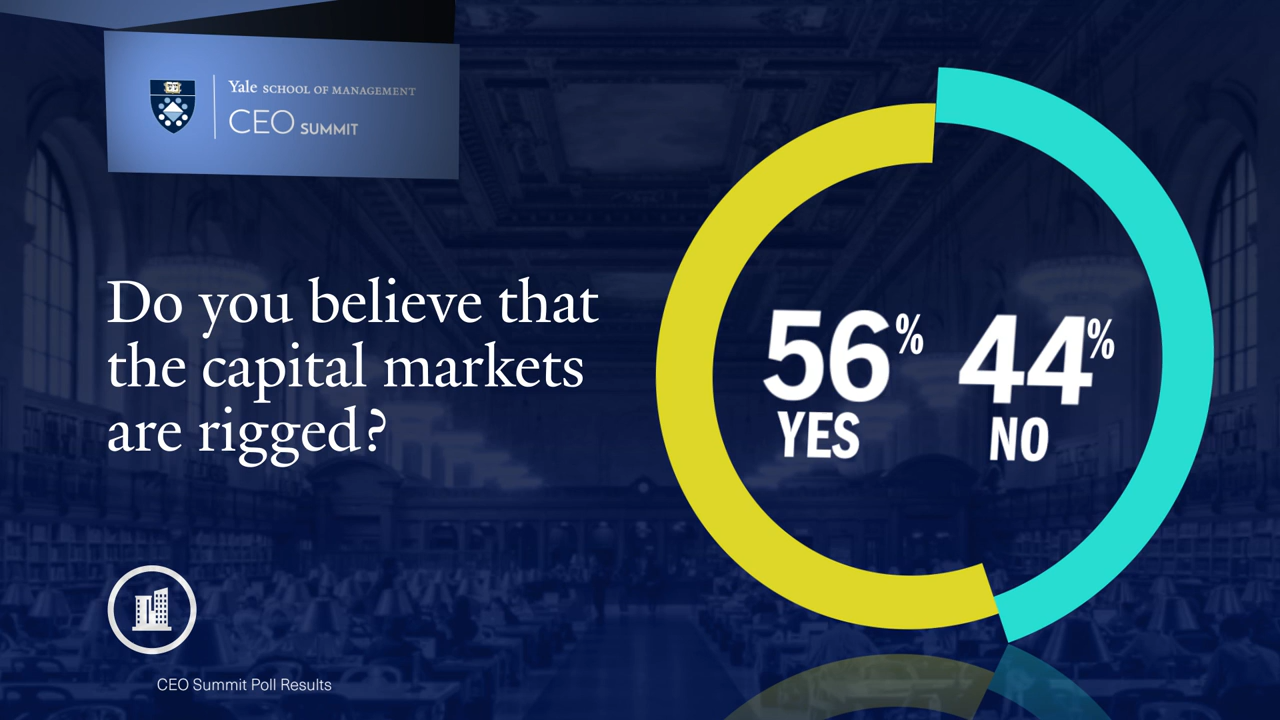 Yale SCHOOL OF MANAGEMENT
CEO SUMMIT
Do you believe that
the capital markets
are rigged?
56% 44%
YES NO
CEO Summit Poll Results